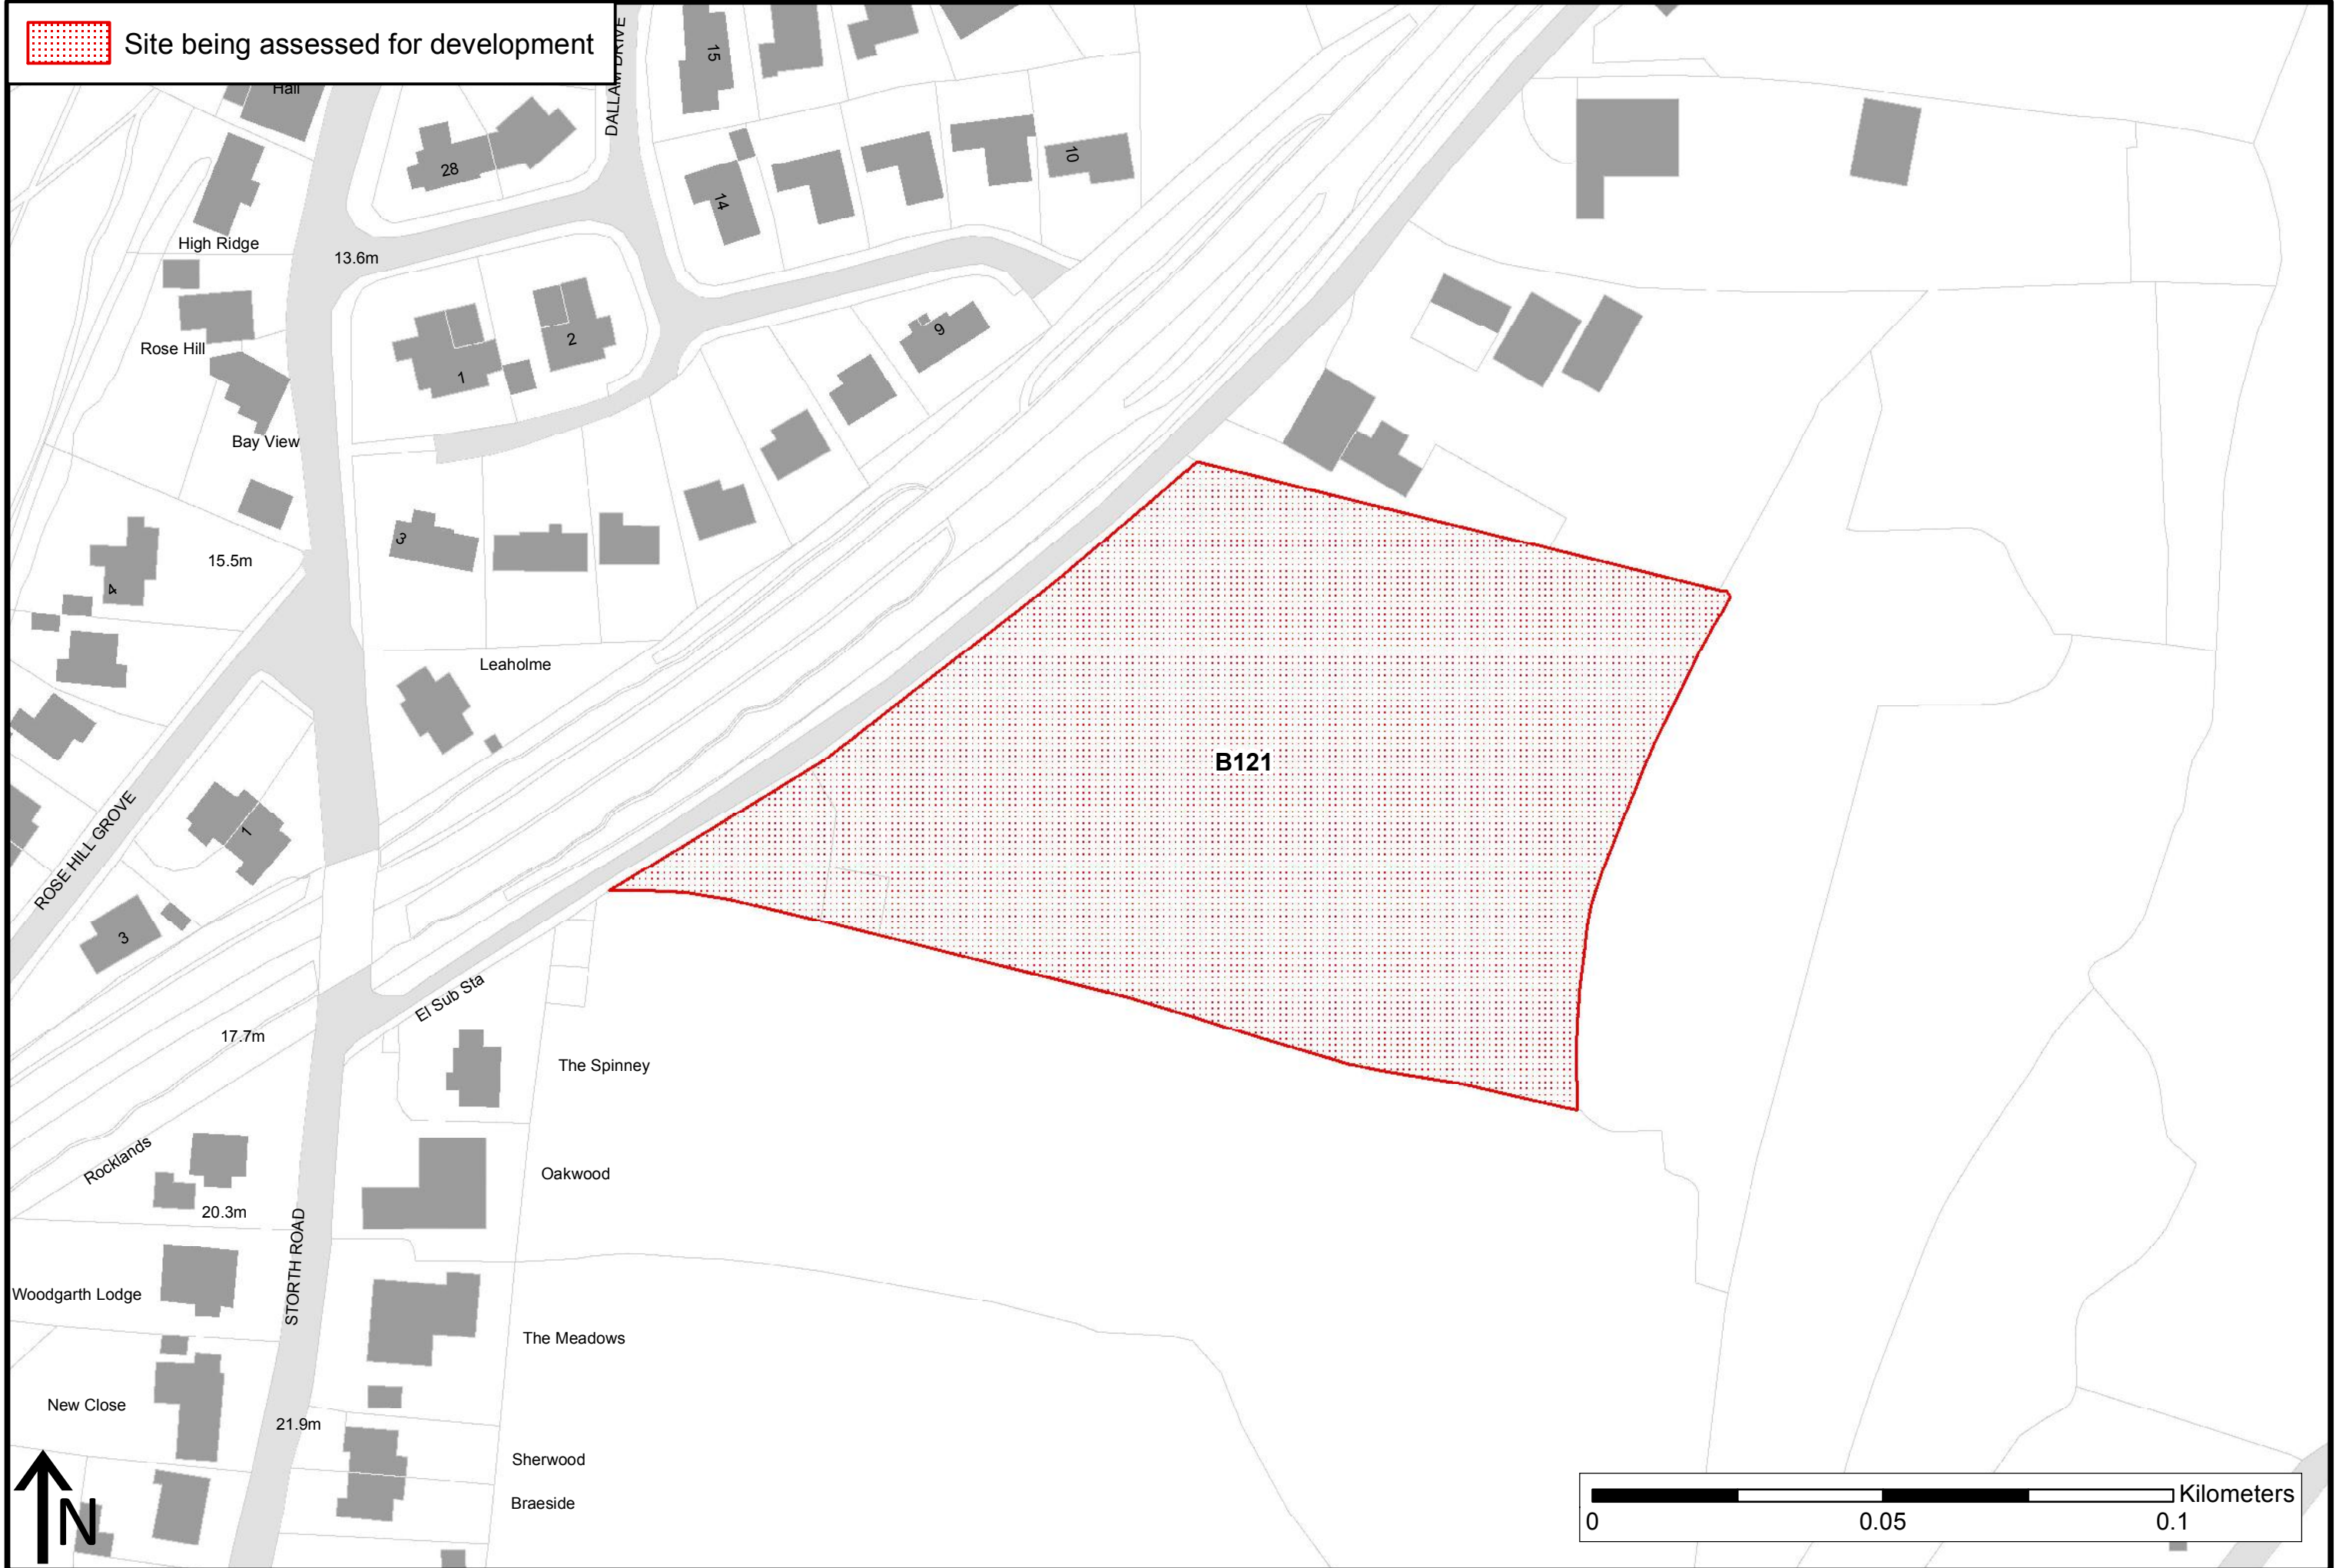 Site being assessed for development
DALLAM DRIVE
15
Hall
28
14
10
High Ridge
13.6m
9
Rose Hill
2
1
Bay View
3
15.5m
4
Leaholme
B121
ROSE HILL GROVE
1
3
El Sub Sta
17.7m
The Spinney
Rocklands
Oakwood
20.3m
STORTH ROAD
Woodgarth Lodge
The Meadows
New Close
21.9m
Sherwood
Braeside
N
Kilometers
0 0.05 0.1